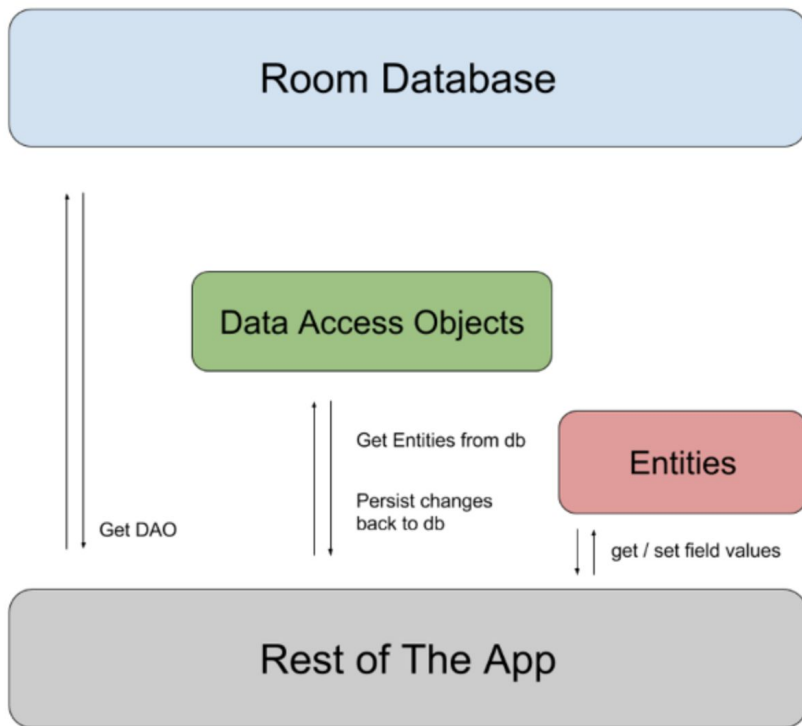 Room Database
Data Access Objects
Get Entities from db
Entities
Persist changes
back to db
Get DAO
get / set field values
Rest of The App